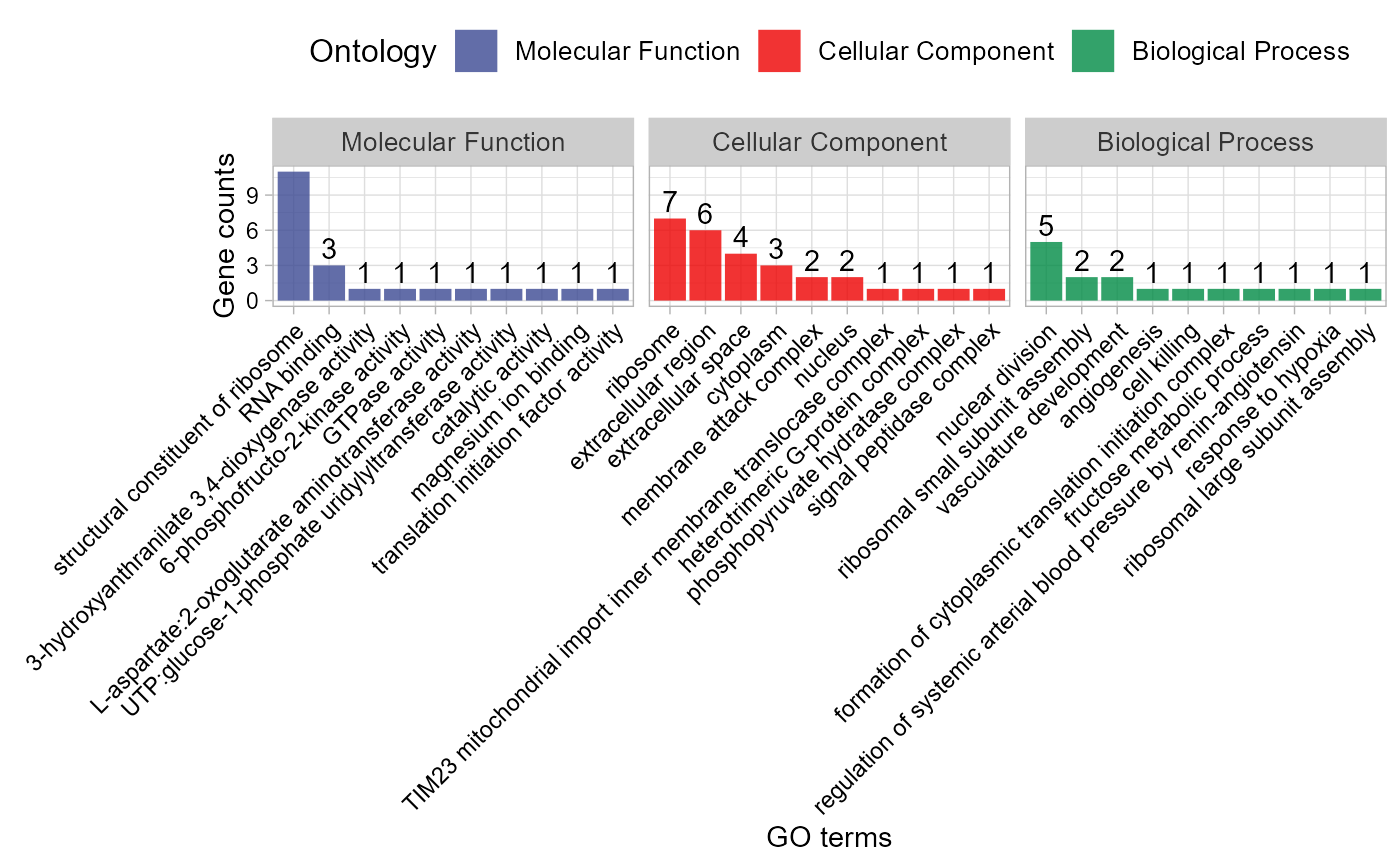 Ontology Molecular Function Cellular Component Biological Process
Molecular Function Cellular Component Biological Process
Gene counts
9
6
3
0
3 1 1 1 1 1 1 1 1
7 6 4 3 2 2 1 1 1 1
5 2 2 1 1 1 1 1 1 1
structural constituent of ribosome
RNA binding
3-hydroxyanthranilate 3,4-dioxygenase activity
6-phosphofructo-2-kinase activity
GTPase activity
L-aspartate:2-oxoglutarate aminotransferase activity
UTP:glucose-1-phosphate uridylyltransferase activity
catalytic activity
magnesium ion binding
translation initiation factor activity
ribosome
extracellular region
extracellular space
cytoplasm
membrane attack complex
nucleus
TIM23 mitochondrial import inner membrane translocase complex
heterotrimeric G-protein complex
phosphopyruvate hydratase complex
signal peptidase complex
nuclear division
ribosomal small subunit assembly
vasculature development
angiogenesis
cell killing
formation of cytoplasmic translation initiation complex
fructose metabolic process
regulation of systemic arterial blood pressure by renin-angiotensin
response to hypoxia
ribosomal large subunit assembly
GO terms